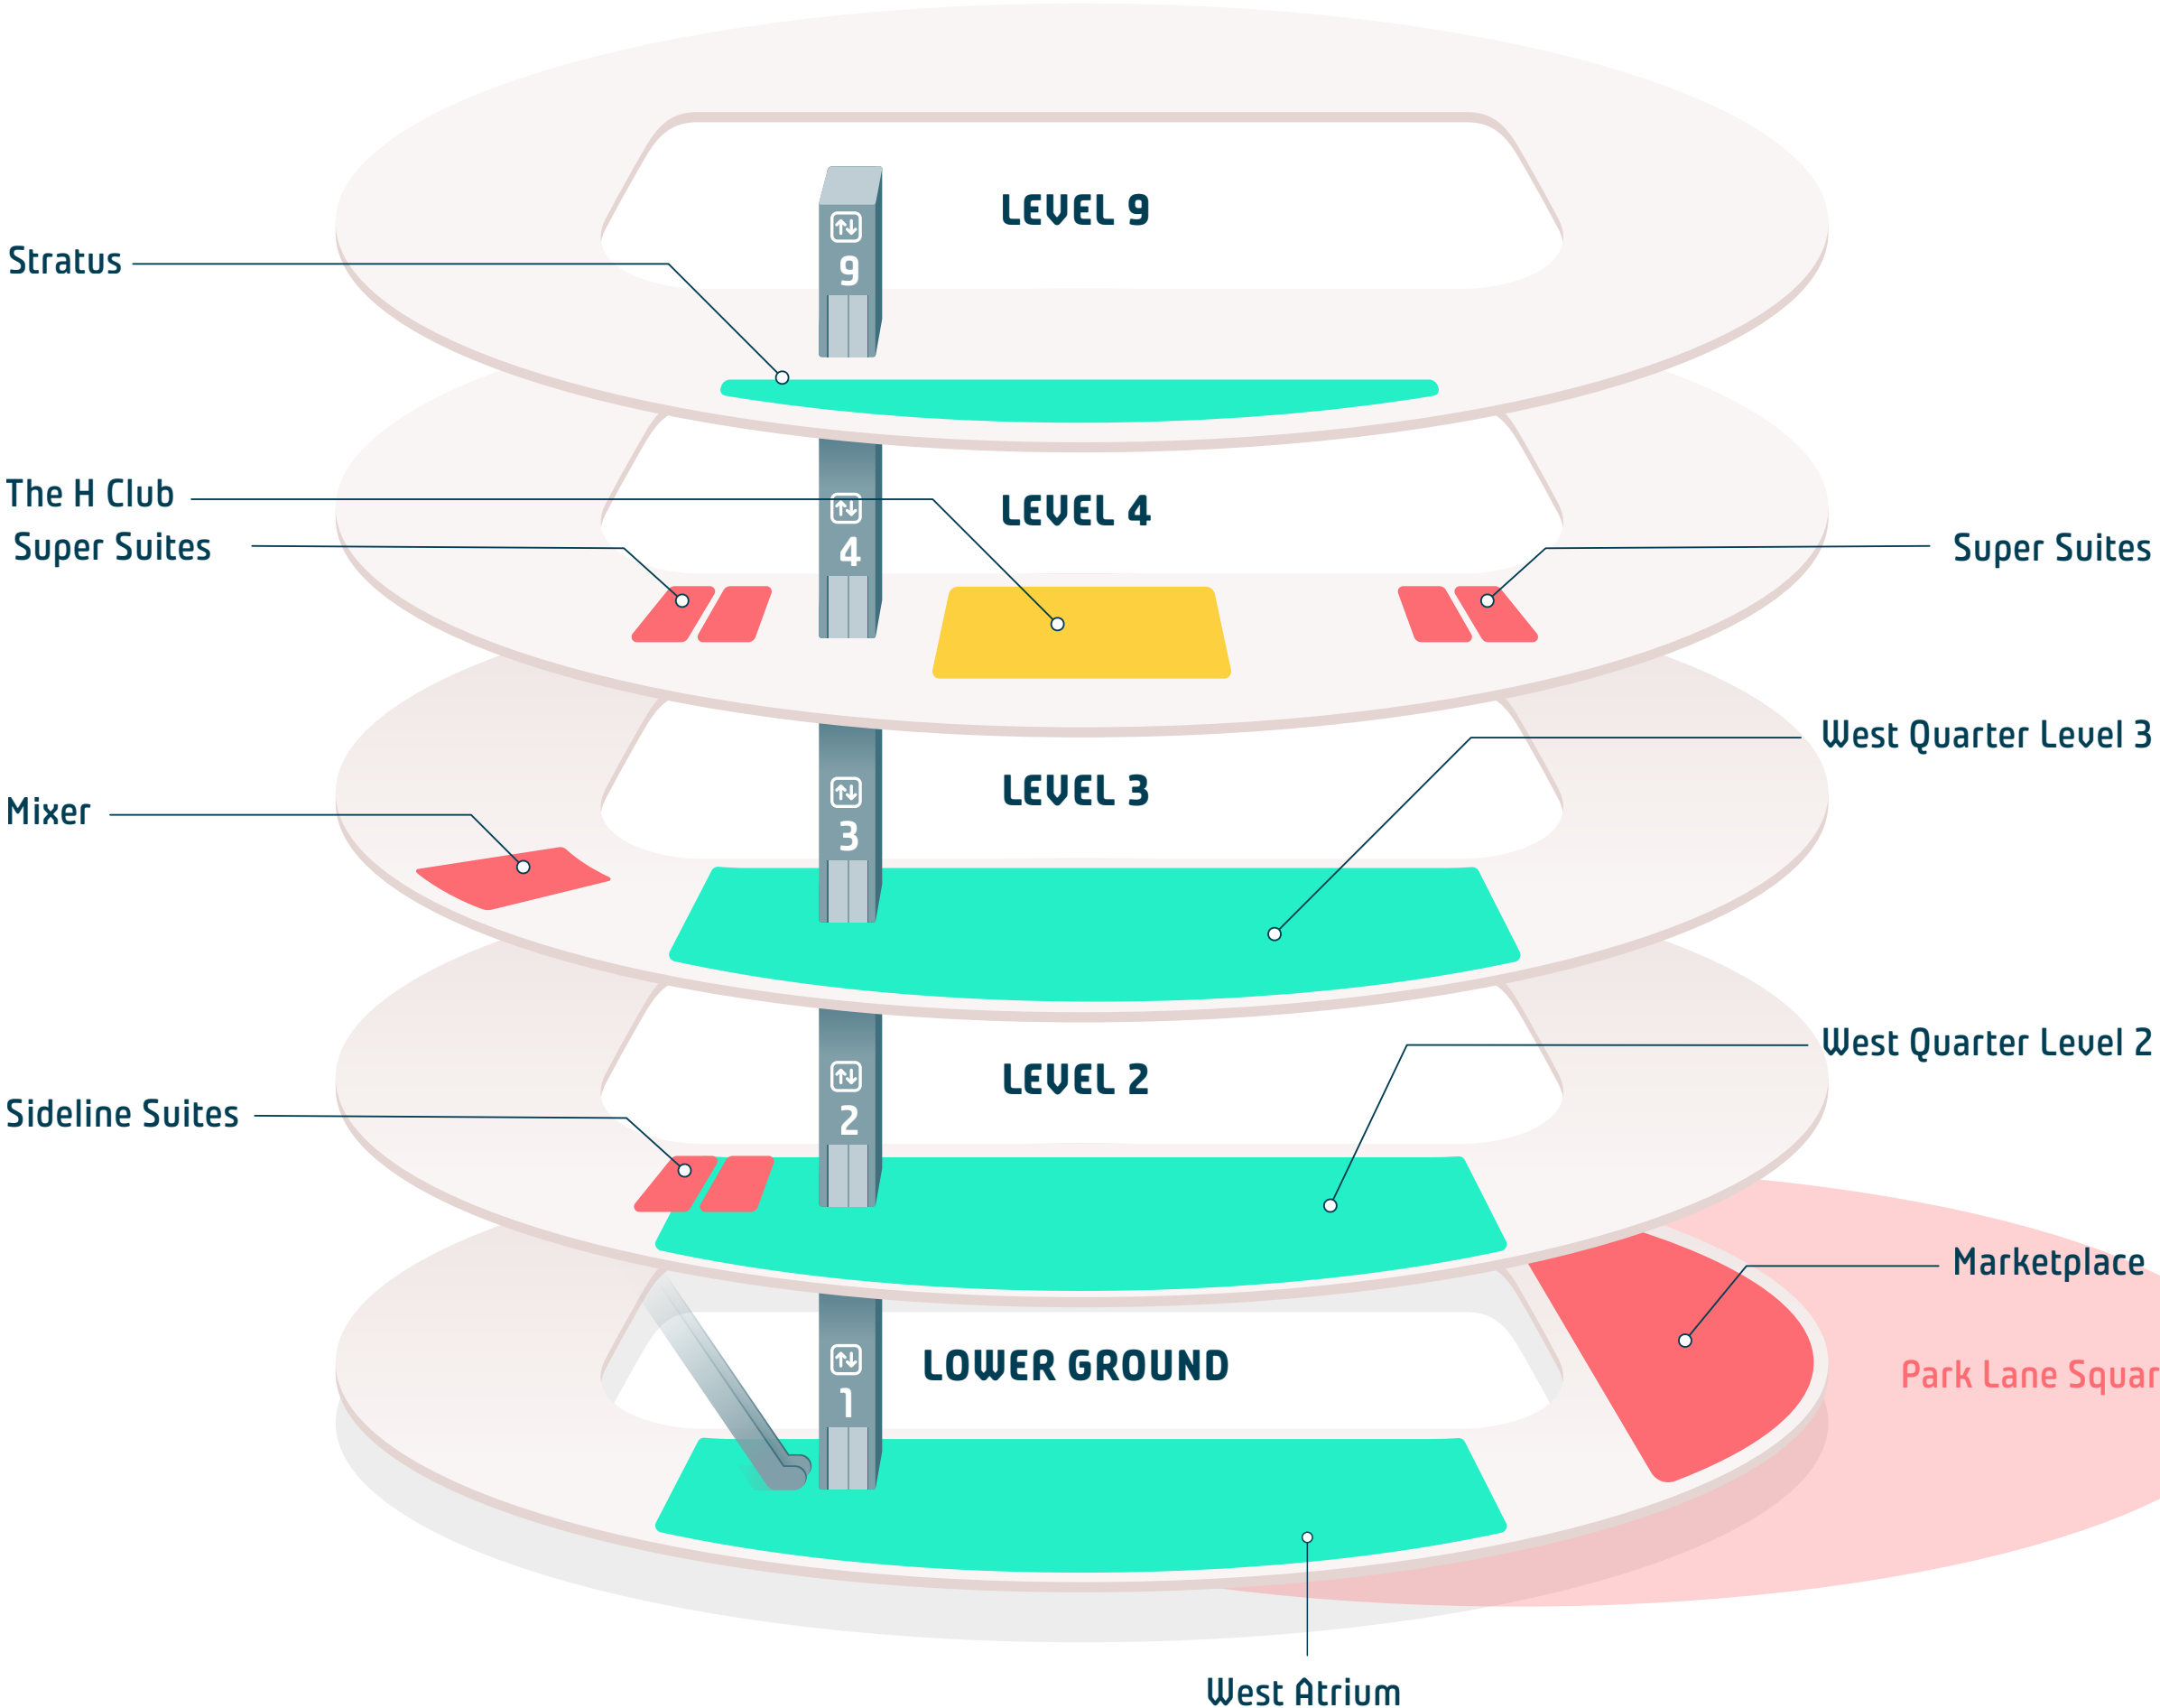 LEVEL 9
9
Stratus
The H Club
LEVEL 4
4
Super Suites
Super Suites
West Quarter Level 3
LEVEL 3
Mixer
3
West Quarter Level 2
LEVEL 2
2
Sideline Suites
Marketplace
LOWER GROUND
Park Lane Squar
1
West Atrium